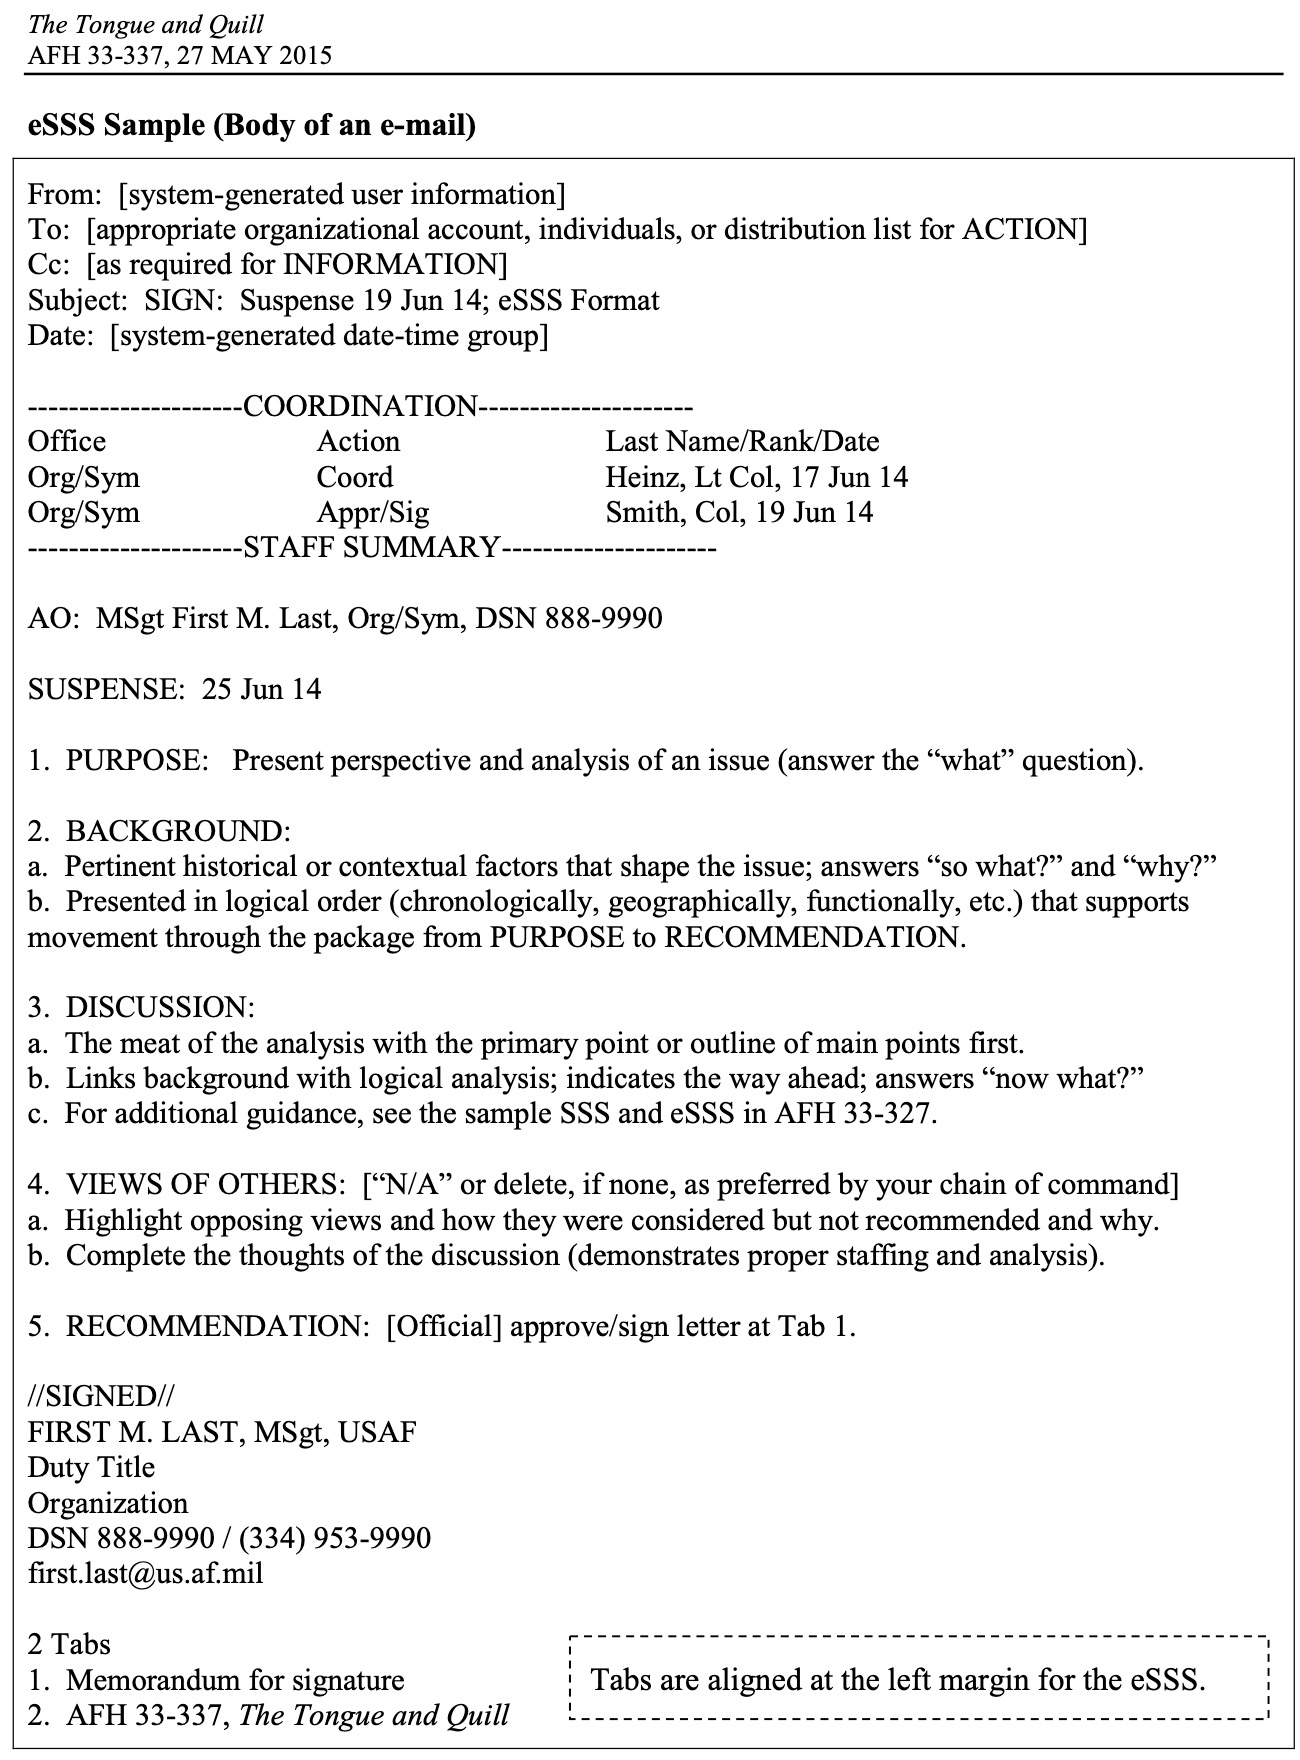 The Tongue and Quill
AFH 33-337, 27 MAY 2015
eSSS Sample (Body of an e-mail)
From:  [system-generated user information]
To:  [appropriate organizational account, individuals, or distribution list for ACTION]
Cc:  [as required for INFORMATION]
Subject:  SIGN:  Suspense 19 Jun 14; eSSS Format
Date:  [system-generated date-time group]
---------------------COORDINATION---------------------
Office Action Last Name/Rank/Date
Org/Sym Coord Heinz, Lt Col, 17 Jun 14
Org/Sym Appr/Sig Smith, Col, 19 Jun 14
---------------------STAFF SUMMARY---------------------
AO:  MSgt First M. Last, Org/Sym, DSN 888-9990
SUSPENSE:  25 Jun 14
1.  PURPOSE:   Present perspective and analysis of an issue (answer the “what” question).
2.  BACKGROUND:
a.  Pertinent historical or contextual factors that shape the issue; answers “so what?” and “why?”
b.  Presented in logical order (chronologically, geographically, functionally, etc.) that supports
movement through the package from PURPOSE to RECOMMENDATION.
3.  DISCUSSION:
a.  The meat of the analysis with the primary point or outline of main points first.
b.  Links background with logical analysis; indicates the way ahead; answers “now what?”
c.  For additional guidance, see the sample SSS and eSSS in AFH 33-327.
4.  VIEWS OF OTHERS:  [“N/A” or delete, if none, as preferred by your chain of command]
a.  Highlight opposing views and how they were considered but not recommended and why.
b.  Complete the thoughts of the discussion (demonstrates proper staffing and analysis).
5.  RECOMMENDATION:  [Official] approve/sign letter at Tab 1.
//SIGNED//
FIRST M. LAST, MSgt, USAF
Duty Title
Organization
DSN 888-9990 / (334) 953-9990
first.last@us.af.mil
2 Tabs
1.  Memorandum for signature
2.  AFH 33-337, The Tongue and Quill
Tabs are aligned at the left margin for the eSSS.